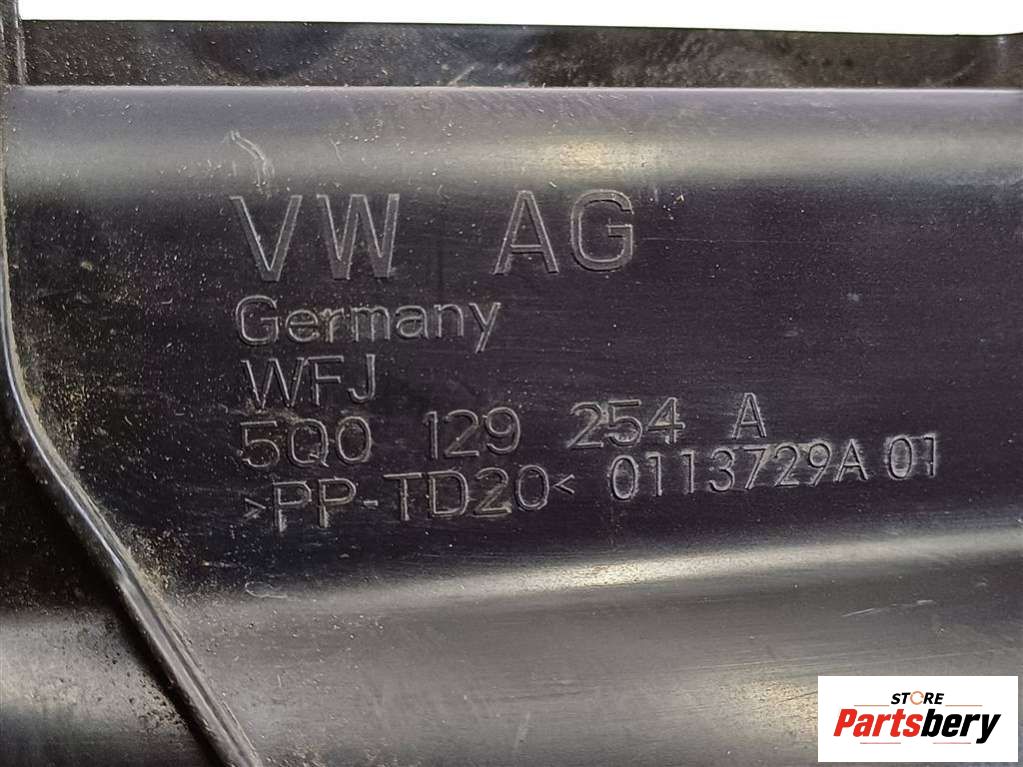 VW AG
Germany
WFJ
5Q0 129 254 A
>PP-TD20< 0113729A 01
STORE
Partsbery